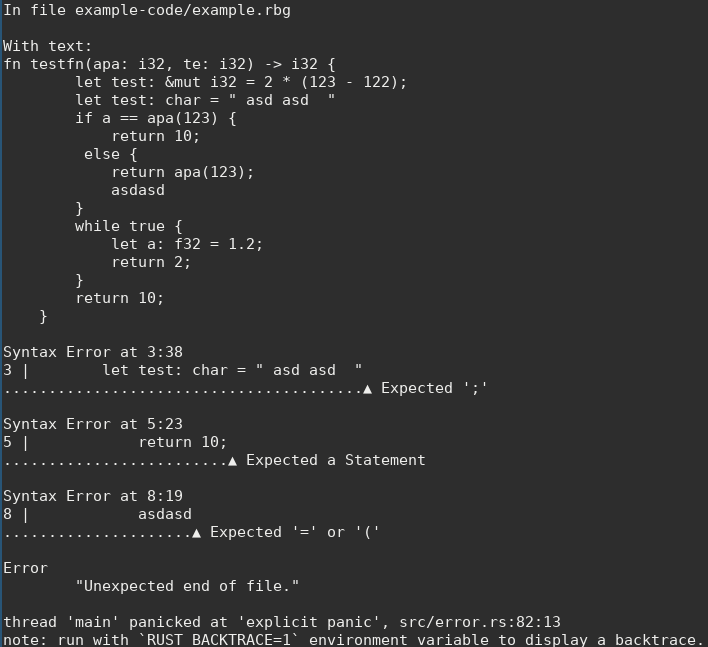 In file example-code/example.rbg

With text:
fn testfn(apa: i32, te: i32) -> i32 {
        let test: &mut i32 = 2 * (123 - 122);
        let test: char = " asd asd  "
        if a == apa(123) {
            return 10;
         else {
            return apa(123);
            asdasd
        }
        while true {
            let a: f32 = 1.2;
            return 2;
        }
        return 10;
    }

Syntax Error at 3:38
3 |        let test: char = " asd asd  "
........................................▲ Expected ';'

Syntax Error at 5:23
5 |            return 10;
.........................▲ Expected a Statement

Syntax Error at 8:19
8 |            asdasd
.....................▲ Expected '=' or '('

Error
        "Unexpected end of file."

thread 'main' panicked at 'explicit panic', src/error.rs:82:13
note: run with `RUST_BACKTRACE=1` environment variable to display a backtrace.